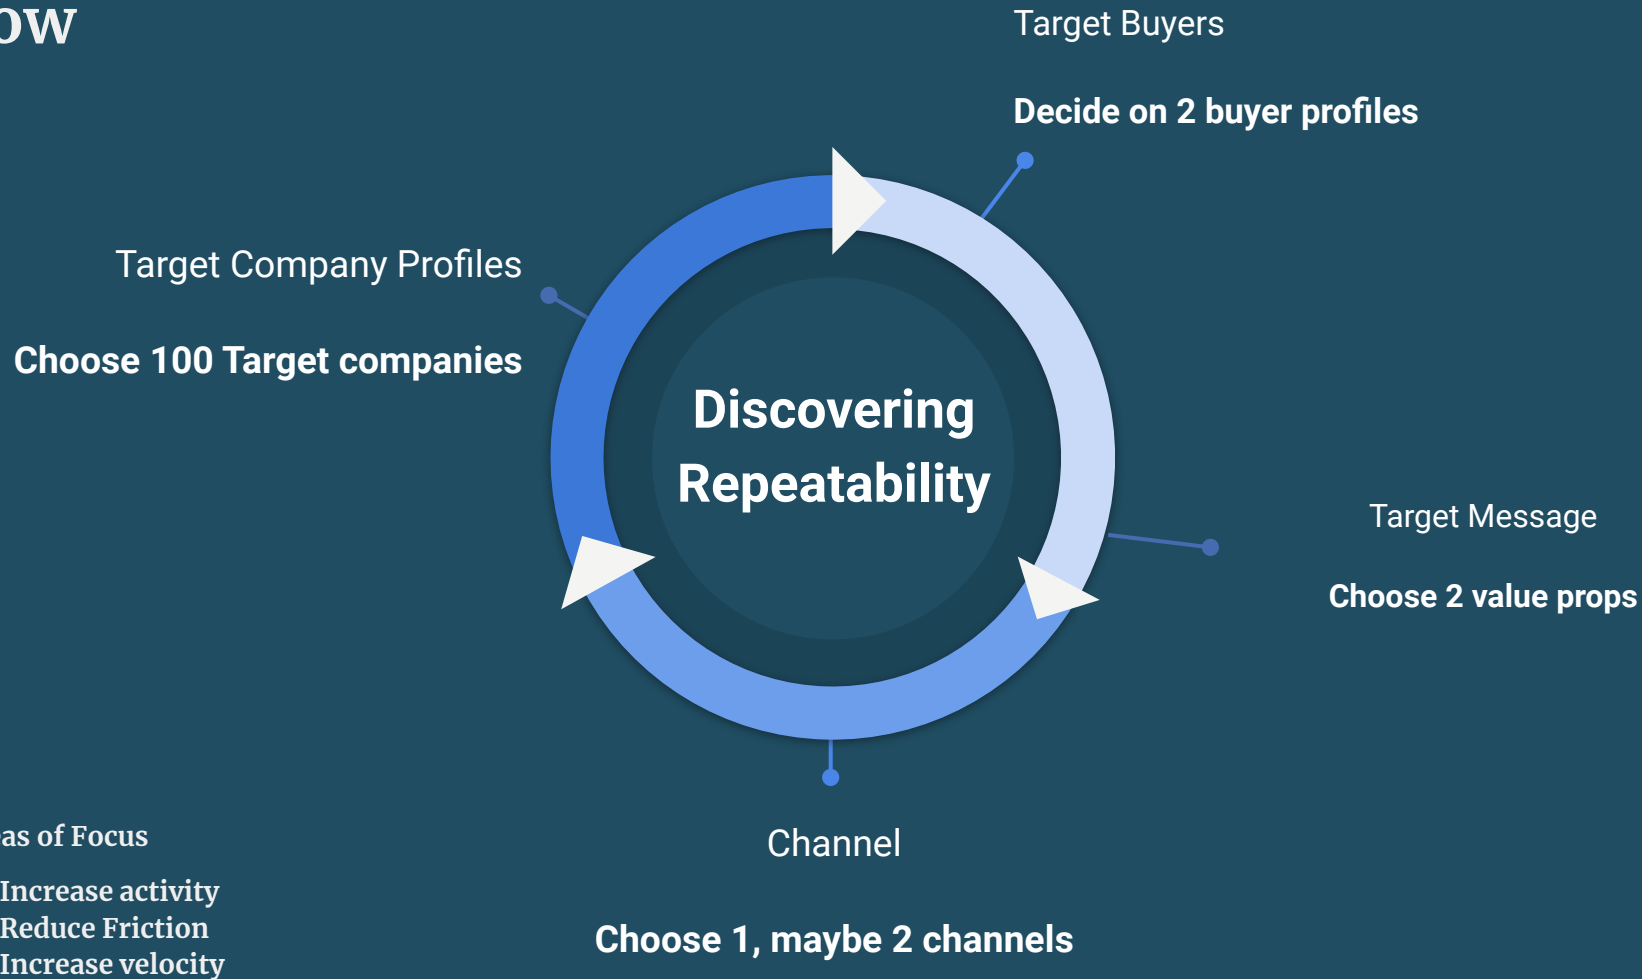 ow
Target Buyers
Decide on 2 buyer profiles
Target Company Profiles
Choose 100 Target companies
Discovering
Repeatability
Target Message
Choose 2 value props
Channel
Choose 1, maybe 2 channels
as of Focus
Increase activity
Reduce Friction
Increase velocity